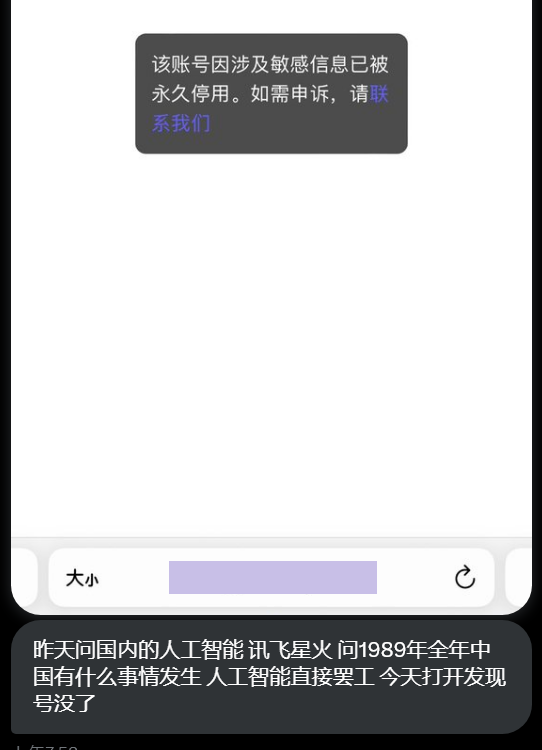 该账号因涉及敏感信息已被
永久停用。如需申诉，请联
系我们
大小
昨天问国内的人工智能 讯飞星火 问1989年全年中
国有什么事情发生 人工智能直接罢工 今天打开发现
号没了